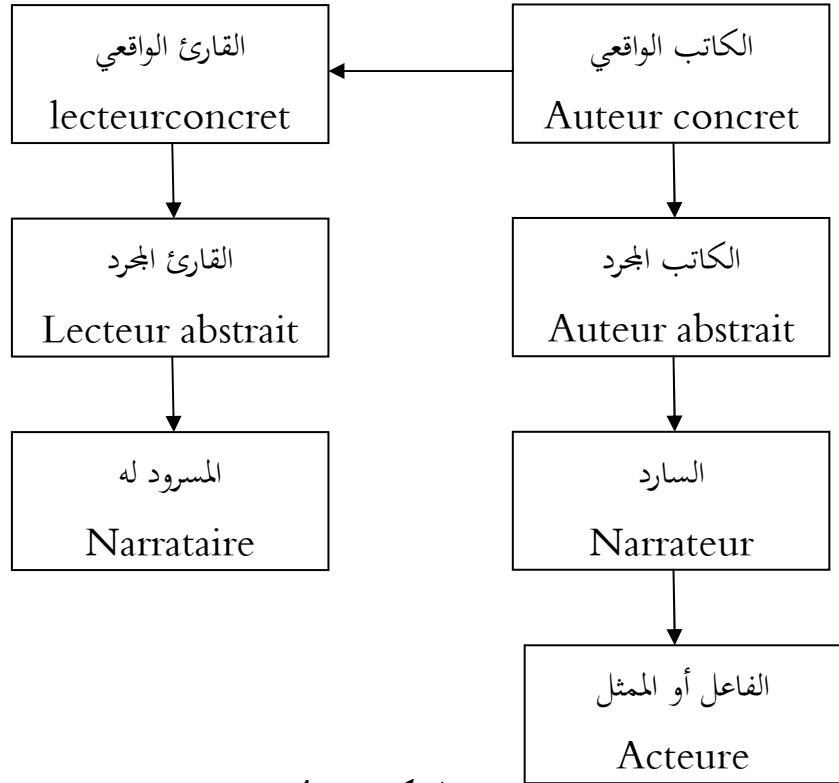 الكاتب الواقعي
Auteur concret
القارئ الواقعي
lecteurconcret
الكاتب المجرد
Auteur abstrait
القارئ المجرد
Lecteur abstrait
السارد
Narrateur
المسرود له
Narrataire
الفاعل أو الممثل
Acteure